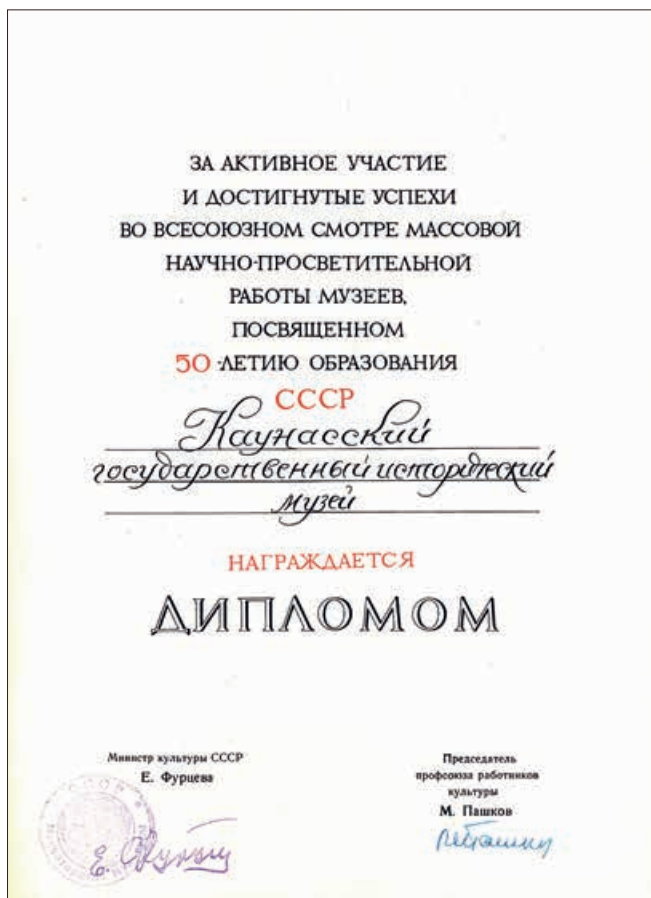 ЗА АКТИВНОЕ УЧАСТИЕ
И ДОСТИГНУТЫЕ УСПЕХИ
ВО ВСЕСОЮЗНОМ СМОТРЕ МАССОВОЙ
НАУЧНО-ПРОСВЕТИТЕЛЬНОЙ
РАБОТЫ МУЗЕЕВ,
ПОСВЯЩЕННОМ
50-ЛЕТИЮ ОБРАЗОВАНИЯ
СССР
Каунасский
государственный исторический
музей
НАГРАЖДАЕТСЯ
ДИПЛОМОМ
Министр культуры СССР
Е. Фурцева
Председатель
профсоюза работников
культуры
М. Пашков